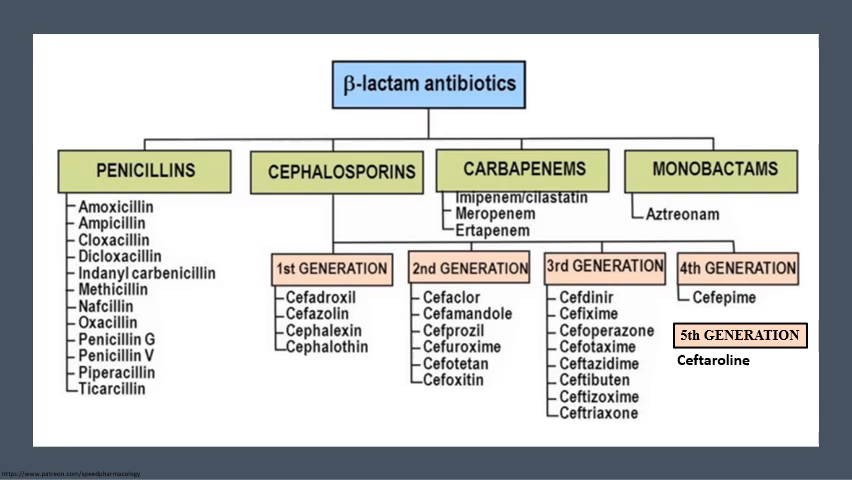 β-lactam antibiotics
PENICILLINS
Amoxicillin
Ampicillin
Cloxacillin
Dicloxacillin
Indanyl carbenicillin
Methicillin
Nafcillin
Oxacillin
Penicillin G
Penicillin V
Piperacillin
Ticarcillin
CEPHALOSPORINS
1st GENERATION
Cefadroxil
Cefazolin
Cephalexin
Cephalothin
2nd GENERATION
Cefaclor
Cefamandole
Cefprozil
Cefuroxime
Cefotetan
Cefoxitin
3rd GENERATION
Cefdinir
Cefixime
Cefoperazone
Cefotaxime
Ceftazidime
Ceftibuten
Ceftizoxime
Ceftriaxone
4th GENERATION
Cefepime
5th GENERATION
Ceftaroline
CARBAPENEMS
Imipenem/cilastatin
Meropenem
Ertapenem
MONOBACTAMS
Aztreonam
https://www.patreon.com/speedpharmacology